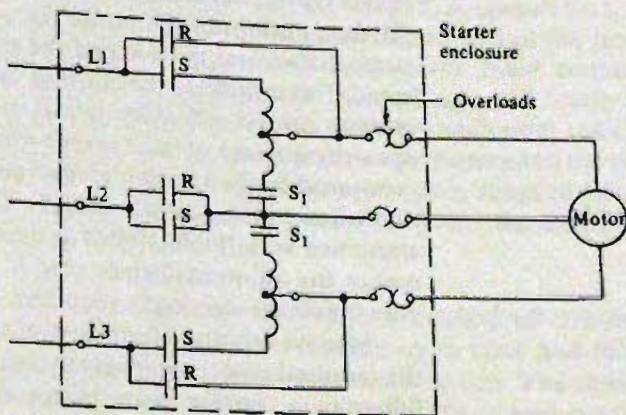 Starter
enclosure
Overloads
L1
R
S
L2
R
S
S1
S1
Motor
L3
S
R